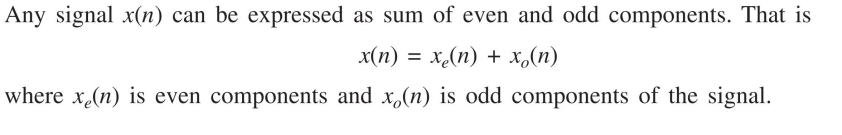 Any signal x(n) can be expressed as sum of even and odd components. That is
x(n) = xₑ(n) + xₒ(n)
where xₑ(n) is even components and xₒ(n) is odd components of the signal.